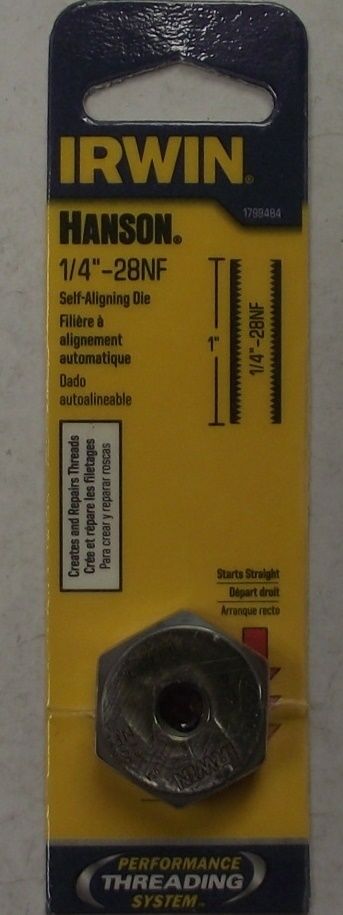 IRWIN®
1799484
HANSON®
1/4"-28NF
Self-Aligning Die
Filière à
alignement
automatique
Dado
autoalineable
1"
1/4"-28NF
Creates and Repairs Threads
Crée et répare les filetages
Para crear y reparar roscas
Starts Straight
Départ droit
Arranque recto
IRWIN
PERFORMANCE
THREADING
SYSTEM™